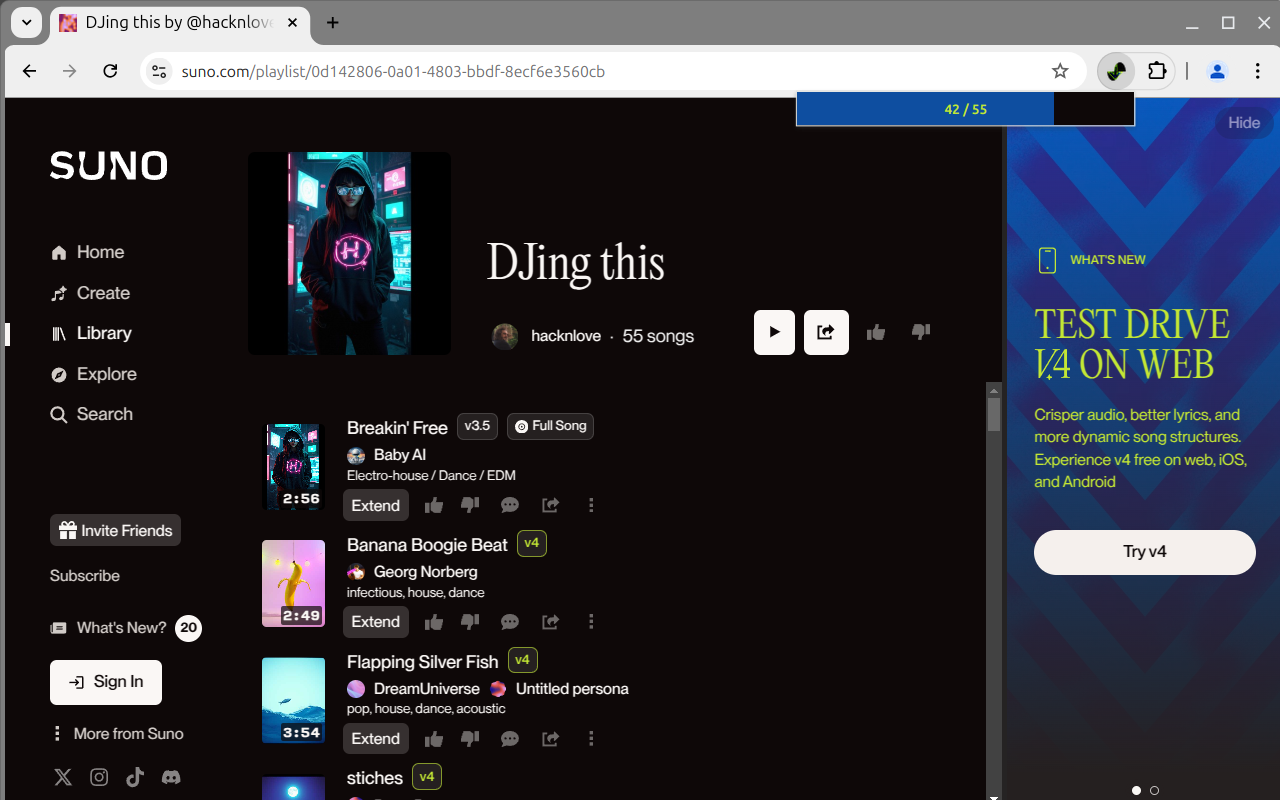 DJing this by @hacknlove
suno.com/playlist/0d142806-0a01-4803-bbdf-8ecf6e3560cb
42 / 55
Hide
SUNO
Home
Create
Library
Explore
Search
Invite Friends
Subscribe
What's New? 20
Sign In
More from Suno
DJing this
hacknlove · 55 songs
2:56
Breakin' Free v3.5 Full Song
Baby AI
Electro-house / Dance / EDM
Extend
2:49
Banana Boogie Beat v4
Georg Norberg
infectious, house, dance
Extend
3:54
Flapping Silver Fish v4
DreamUniverse Untitled persona
pop, house, dance, acoustic
Extend
stiches v4
WHAT'S NEW
TEST DRIVE
V4 ON WEB
Crisper audio, better lyrics, and
more dynamic song structures.
Experience v4 free on web, iOS,
and Android
Try v4